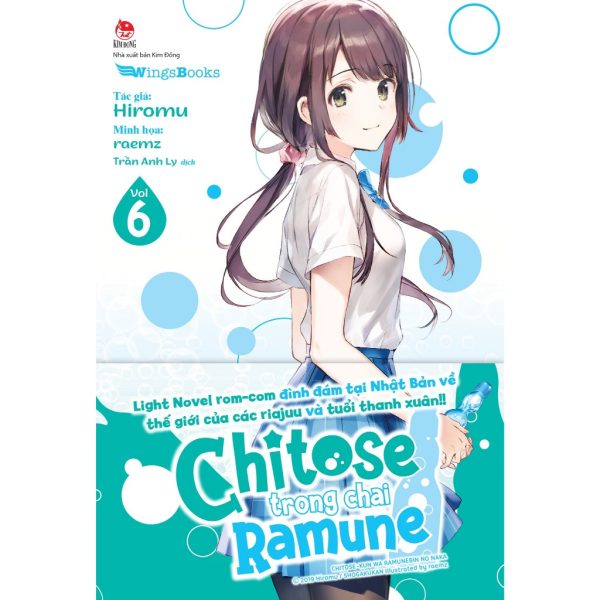 KIM ĐỒNG
Nhà xuất bản Kim Đồng
WingsBooks
Tác giả:
Hiromu
Minh họa:
raemz
Trần Anh Ly dịch
Vol
6
Light Novel rom-com đình đám tại Nhật Bản về
thế giới của các riajuu và tuổi thanh xuân!!
Chitose
trong chai
Ramune
CHITOSE-KUN WA RAMUNEBIN NO NAKA
© 2019 Hiromu / SHOGAKUKAN Illustrated by raemz